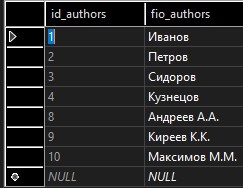 id_authors fio_authors
1 Иванов
2 Петров
3 Сидоров
4 Кузнецов
8 Андреев А.А.
9 Киреев К.К.
10 Максимов М.М.
NULL NULL